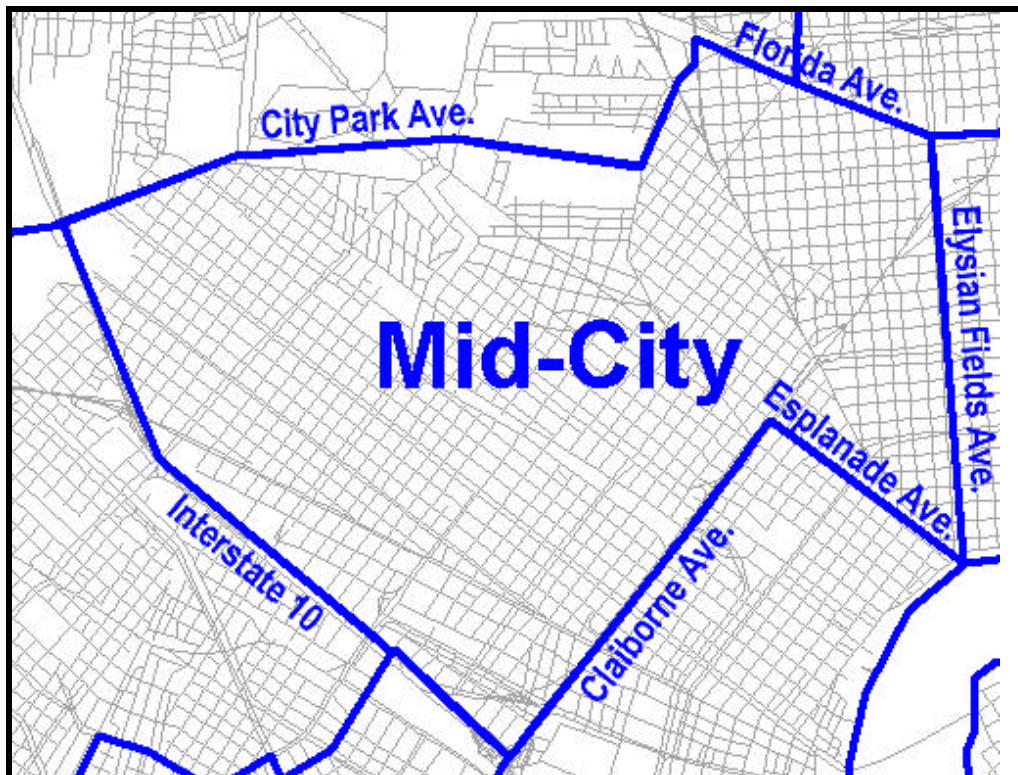 Florida Ave.
City Park Ave.
Elysian Fields Ave.
Mid-City
Esplanade Ave.
Interstate 10
Claiborne Ave.